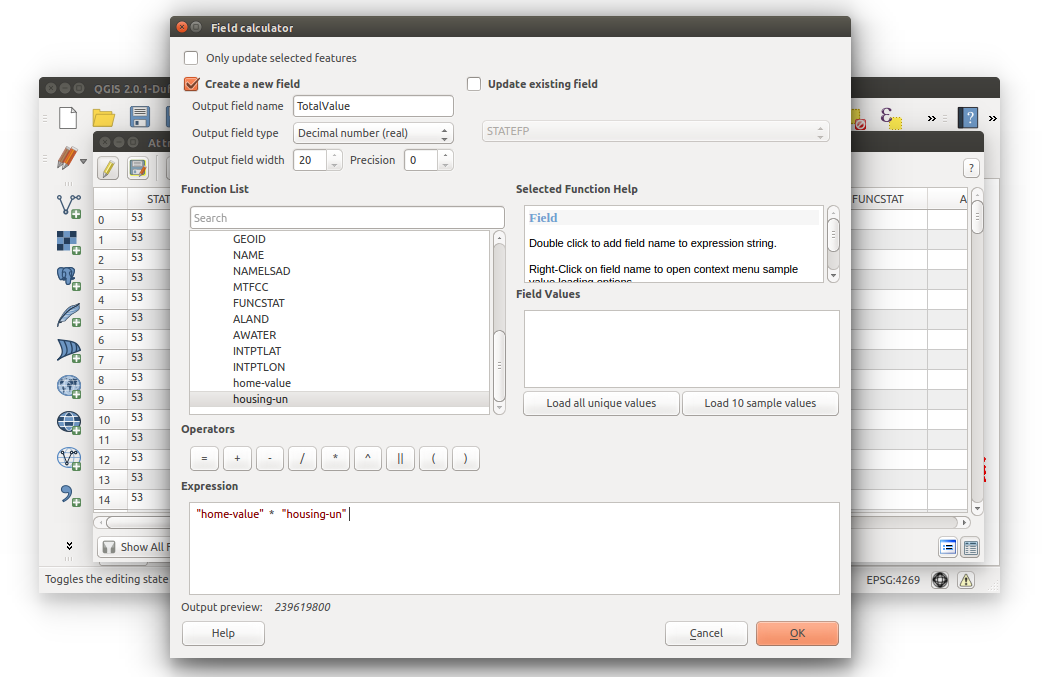 Field calculator
Only update selected features
Create a new field
Update existing field
Output field name TotalValue
Output field type Decimal number (real)
STATEFP
Output field width 20 Precision 0
Function List
Selected Function Help
Search
GEOID
NAME
NAMELSAD
MTFCC
FUNCSTAT
ALAND
AWATER
INTPTLAT
INTPTLON
home-value
housing-un
Field
Double click to add field name to expression string.
Right-Click on field name to open context menu sample
value loading options
Field Values
Load all unique values
Load 10 sample values
Operators
= + - / * ^ || ( )
Expression
"home-value" * "housing-un"
Output preview: 239619800
Help
Cancel
OK
QGIS 2.0.1-Du
Att
?
?
STAT
FUNCSTAT
A
0 53
1 53
2 53
3 53
4 53
5 53
6 53
7 53
8 53
9 53
10 53
11 53
12 53
13 53
14 53
Show All F
Toggles the editing state
EPSG:4269